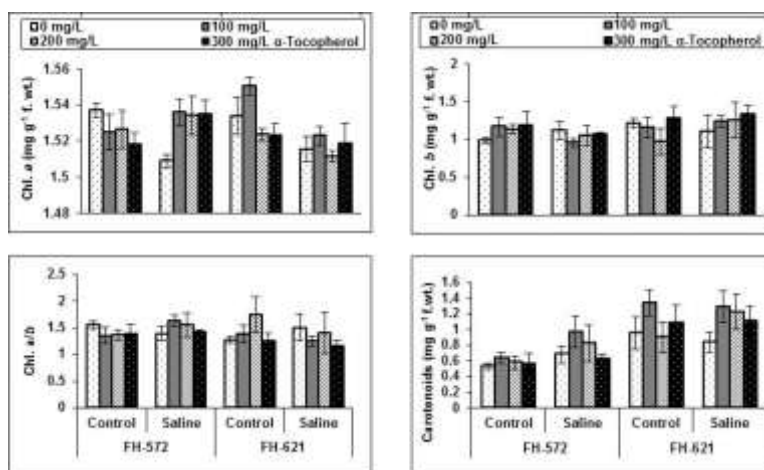 0 mg/L 100 mg/L
200 mg/L 300 mg/L α-Tocopherol
Chl. a (mg g⁻¹ f. wt.)
1.56
1.54
1.52
1.5
1.48
0 mg/L 100 mg/L
200 mg/L 300 mg/L α-Tocopherol
Chl. b (mg g⁻¹ f. wt.)
2
1.5
1
0.5
0
Chl. a/b
2.5
2
1.5
1
0.5
0
Control Saline Control Saline
FH-572 FH-621
Carotenoids (mg g⁻¹ f.wt.)
1.6
1.4
1.2
1
0.8
0.6
0.4
0.2
0
Control Saline Control Saline
FH-572 FH-621